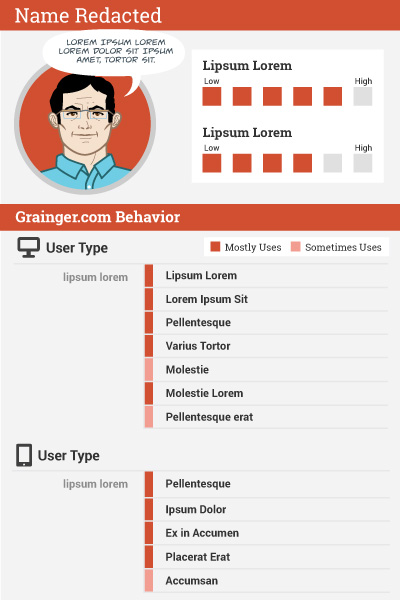 Name Redacted
LOREM IPSUM LOREM
LOREM DOLOR SIT IPSUM
AMET, TORTOR SIT.
Lipsum Lorem
Low High
Lipsum Lorem
Low High
Grainger.com Behavior
User Type
Mostly Uses Sometimes Uses
lipsum lorem
Lipsum Lorem
Lorem Ipsum Sit
Pellentesque
Varius Tortor
Molestie
Molestie Lorem
Pellentesque erat
User Type
lipsum lorem
Pellentesque
Ipsum Dolor
Ex in Accumen
Placerat Erat
Accumsan